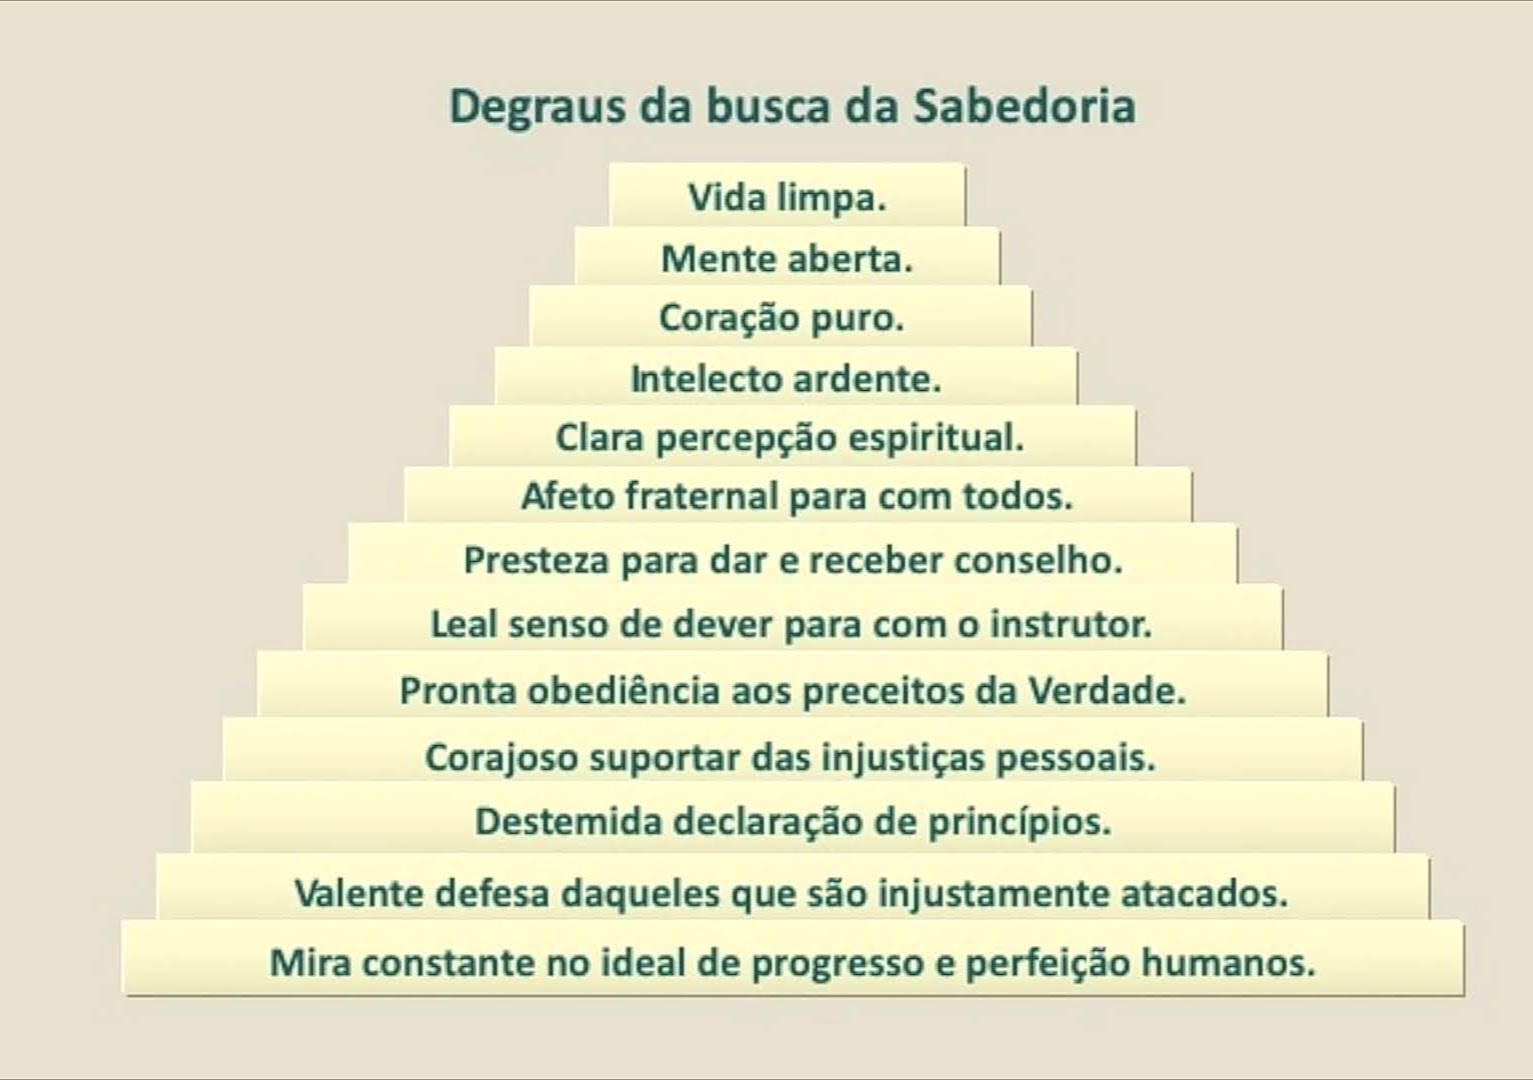 Degraus da busca da Sabedoria
Vida limpa.
Mente aberta.
Coração puro.
Intelecto ardente.
Clara percepção espiritual.
Afeto fraternal para com todos.
Presteza para dar e receber conselho.
Leal senso de dever para com o instrutor.
Pronta obediência aos preceitos da Verdade.
Corajoso suportar das injustiças pessoais.
Destemida declaração de princípios.
Valente defesa daqueles que são injustamente atacados.
Mira constante no ideal de progresso e perfeição humanos.